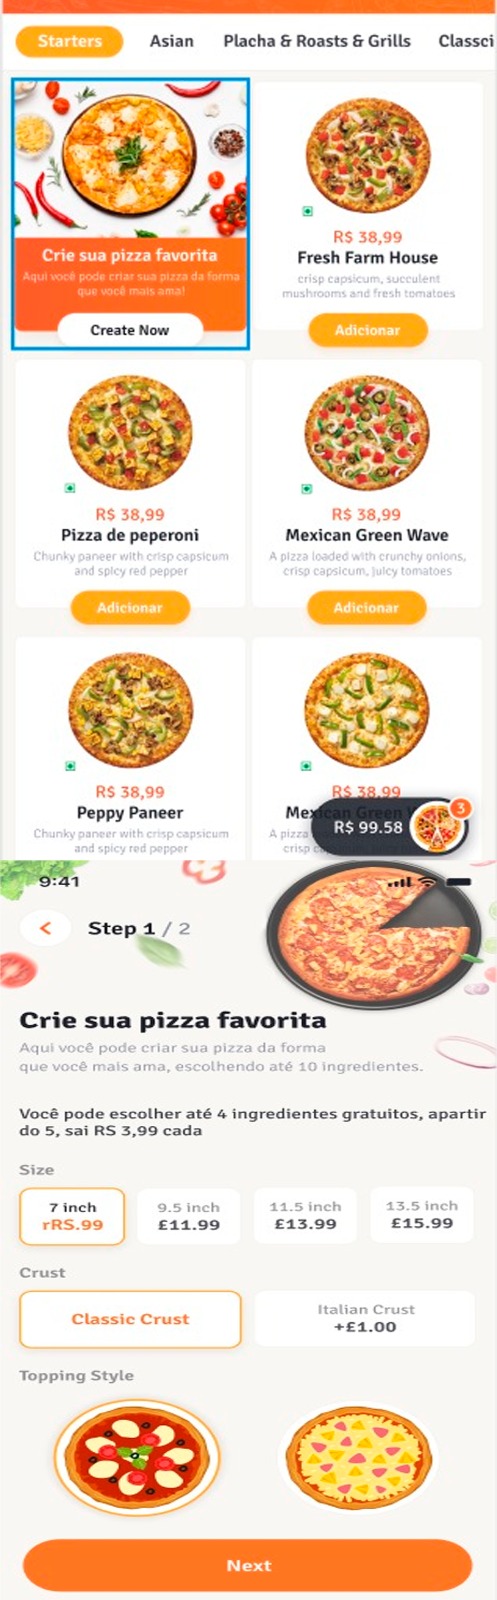 Starters Asian Placha & Roasts & Grills Classci
Crie sua pizza favorita
Aqui você pode criar sua pizza da forma
que você mais ama!
Create Now
R$ 38,99
Fresh Farm House
crisp capsicum, succulent
mushrooms and fresh tomatoes
Adicionar
R$ 38,99
Pizza de peperoni
Chunky paneer with crisp capsicum
and spicy red pepper
Adicionar
R$ 38,99
Mexican Green Wave
A pizza loaded with crunchy onions,
crisp capsicum, juicy tomatoes
Adicionar
R$ 38,99
Peppy Paneer
Chunky paneer with crisp capsicum
and spicy red pepper
R$ 38,99
Mexican Green W
A pizza
crisp
R$ 99.58
3
9:41
Step 1 / 2
Crie sua pizza favorita
Aqui você pode criar sua pizza da forma
que você mais ama, escolhendo até 10 ingredientes.
Você pode escolher até 4 ingredientes gratuitos, apartir
do 5, sai RS 3,99 cada
Size
7 inch
rRS.99
9.5 inch
£11.99
11.5 inch
£13.99
13.5 inch
£15.99
Crust
Classic Crust
Italian Crust
+£1.00
Topping Style
Next